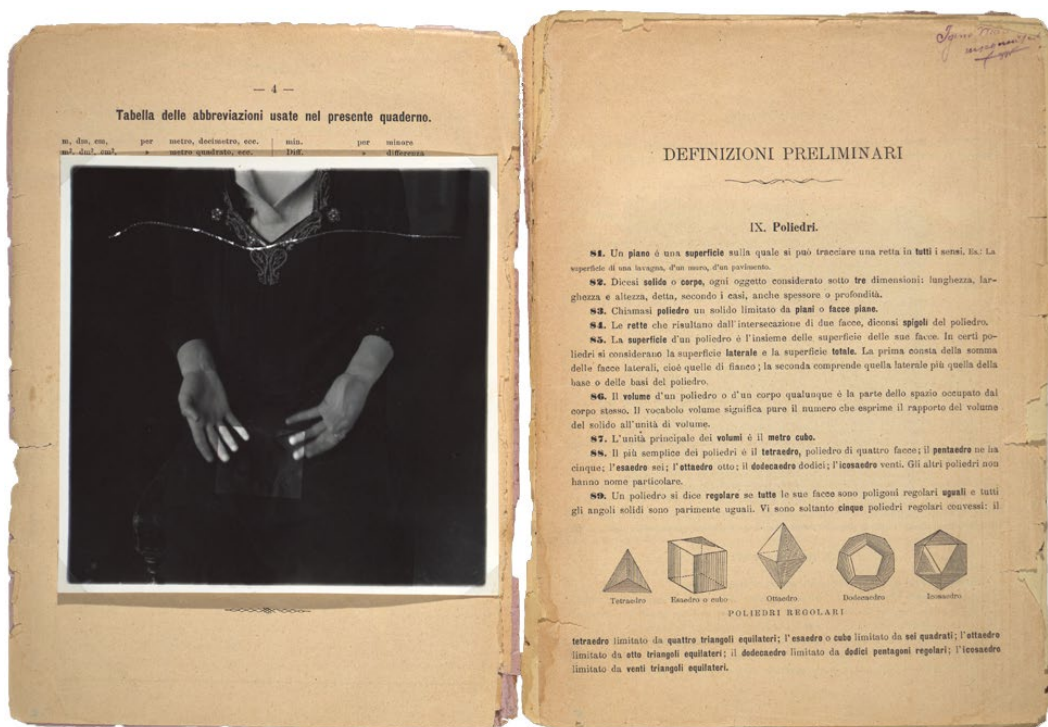 — 4 —
Tabella delle abbreviazioni usate nel presente quaderno.
m, dm, cm, per metro, decimetro, ecc. min. per minore
m², dm², cm², » metro quadrato, ecc. Diff. » differenza
DEFINIZIONI PRELIMINARI
IX. Poliedri.
81. Un piano è una superficie sulla quale si può tracciare una retta in tutti i sensi. Es.: La
superficie di una lavagna, d'un muro, d'un pavimento.
82. Dicesi solido o corpo, ogni oggetto considerato sotto tre dimensioni: lunghezza, lar-
ghezza e altezza, detta, secondo i casi, anche spessore o profondità.
83. Chiamasi poliedro un solido limitato da piani o facce piane.
84. Le rette che risultano dall'intersecazione di due facce, diconsi spigoli del poliedro.
85. La superficie d'un poliedro è l'insieme delle superficie delle sue facce. In certi po-
liedri si considerano la superficie laterale e la superficie totale. La prima consta della somma
delle facce laterali, cioè quelle di fianco; la seconda comprende quella laterale più quella della
base o delle basi del poliedro.
86. Il volume d'un poliedro o d'un corpo qualunque è la parte dello spazio occupato dal
corpo stesso. Il vocabolo volume significa pure il numero che esprime il rapporto del volume
del solido all'unità di volume.
87. L'unità principale dei volumi è il metro cubo.
88. Il più semplice dei poliedri è il tetraedro, poliedro di quattro facce; il pentaedro ne ha
cinque; l'esaedro sei; l'ottaedro otto; il dodecaedro dodici; l'icosaedro venti. Gli altri poliedri non
hanno nome particolare.
89. Un poliedro si dice regolare se tutte le sue facce sono poligoni regolari uguali e tutti
gli angoli solidi sono parimente uguali. Vi sono soltanto cinque poliedri regolari convessi: il
Tetraedro Esaedro o cubo Ottaedro Dodecaedro Icosaedro
POLIEDRI REGOLARI
tetraedro limitato da quattro triangoli equilateri; l'esaedro o cubo limitato da sei quadrati; l'ottaedro
limitato da otto triangoli equilateri; il dodecaedro limitato da dodici pentagoni regolari; l'icosaedro
limitato da venti triangoli equilateri.